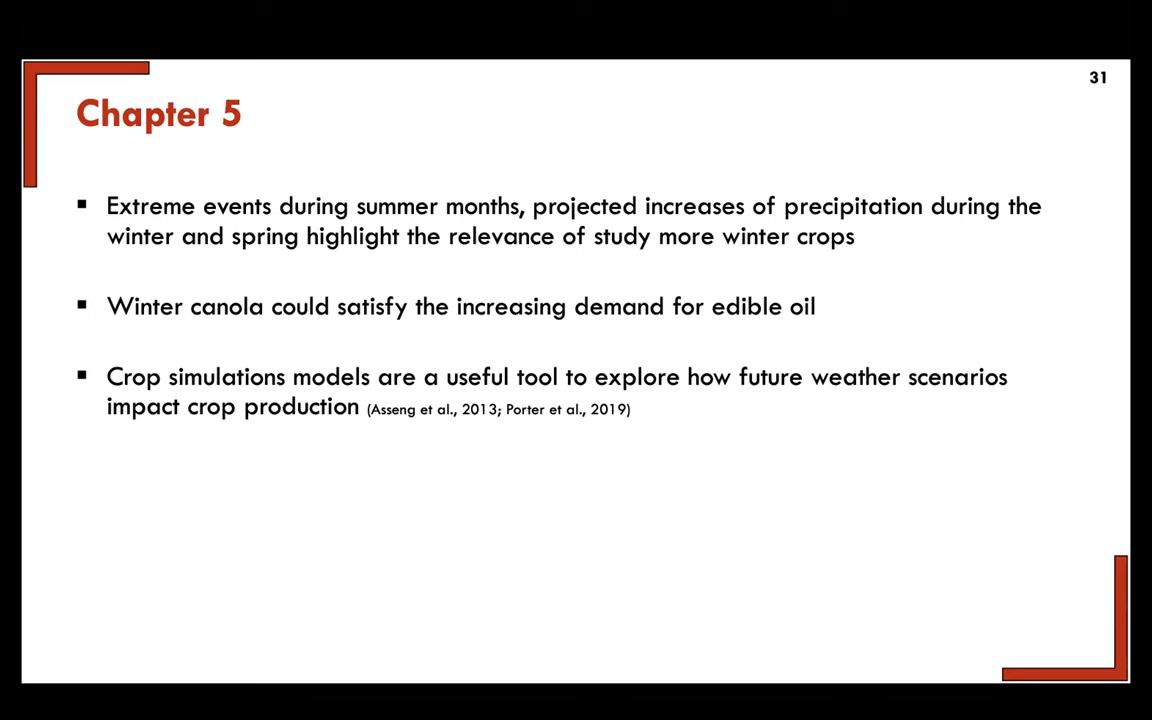 31
Chapter 5
▪ Extreme events during summer months, projected increases of precipitation during the
winter and spring highlight the relevance of study more winter crops
▪ Winter canola could satisfy the increasing demand for edible oil
▪ Crop simulations models are a useful tool to explore how future weather scenarios
impact crop production (Asseng et al., 2013; Porter et al., 2019)